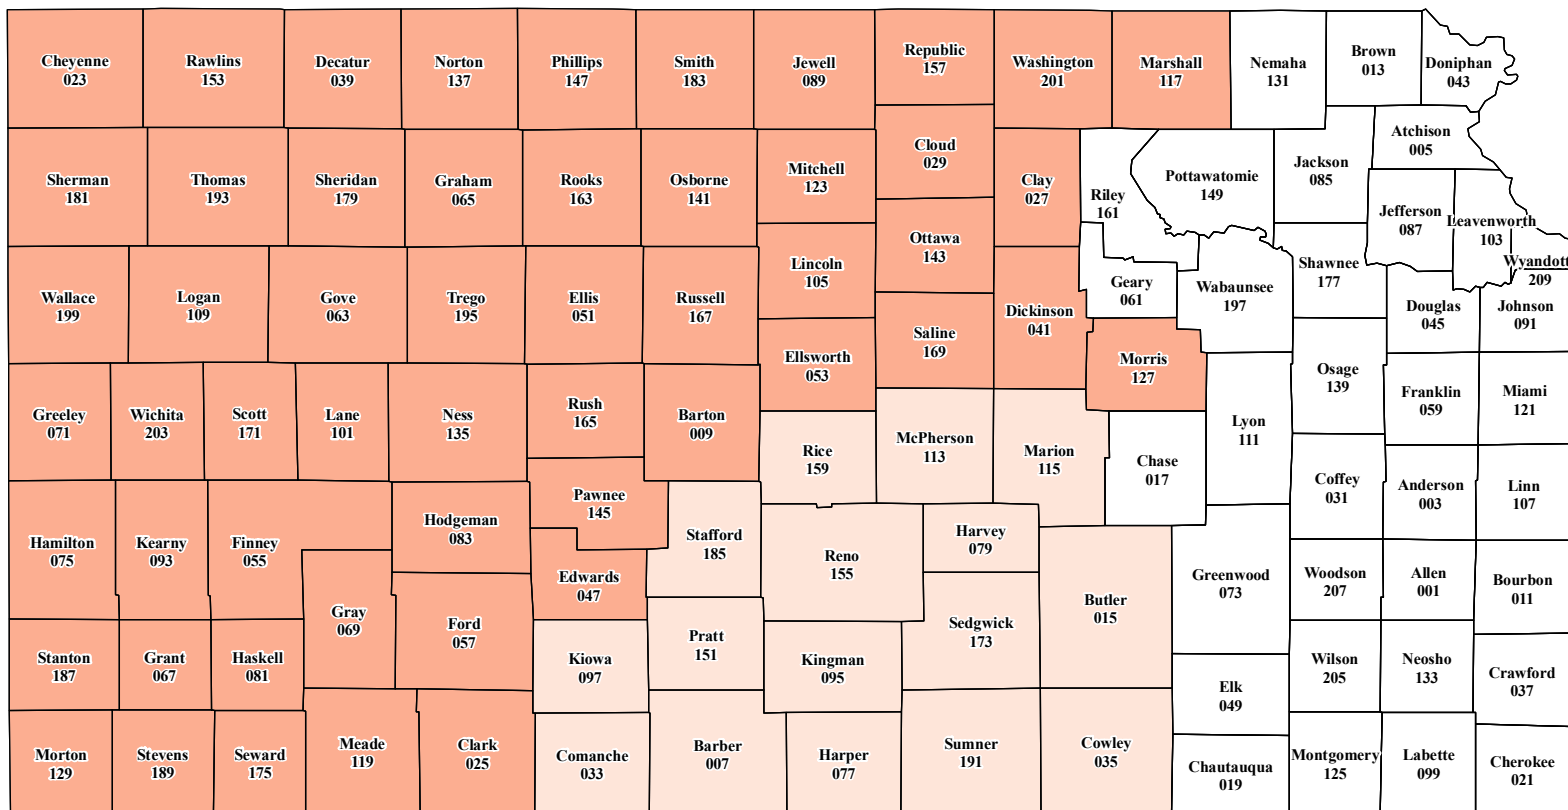 Cheyenne
023
Rawlins
153
Decatur
039
Norton
137
Phillips
147
Smith
183
Jewell
089
Republic
157
Washington
201
Marshall
117
Nemaha
131
Brown
013
Doniphan
043
Sherman
181
Thomas
193
Sheridan
179
Graham
065
Rooks
163
Osborne
141
Mitchell
123
Cloud
029
Clay
027
Riley
161
Pottawatomie
149
Jackson
085
Atchison
005
Jefferson
087
Leavenworth
103
Wyandott
209
Wallace
199
Logan
109
Gove
063
Trego
195
Ellis
051
Russell
167
Lincoln
105
Ottawa
143
Saline
169
Dickinson
041
Geary
061
Wabaunsee
197
Shawnee
177
Douglas
045
Johnson
091
Ellsworth
053
Morris
127
Osage
139
Franklin
059
Miami
121
Greeley
071
Wichita
203
Scott
171
Lane
101
Ness
135
Rush
165
Barton
009
Rice
159
McPherson
113
Marion
115
Chase
017
Lyon
111
Coffey
031
Anderson
003
Linn
107
Hamilton
075
Kearny
093
Finney
055
Hodgeman
083
Pawnee
145
Stafford
185
Reno
155
Harvey
079
Edwards
047
Gray
069
Ford
057
Butler
015
Greenwood
073
Woodson
207
Allen
001
Bourbon
011
Stanton
187
Grant
067
Haskell
081
Kiowa
097
Pratt
151
Kingman
095
Sedgwick
173
Elk
049
Wilson
205
Neosho
133
Crawford
037
Morton
129
Stevens
189
Seward
175
Meade
119
Clark
025
Comanche
033
Barber
007
Harper
077
Sumner
191
Cowley
035
Chautauqua
019
Montgomery
125
Labette
099
Cherokee
021